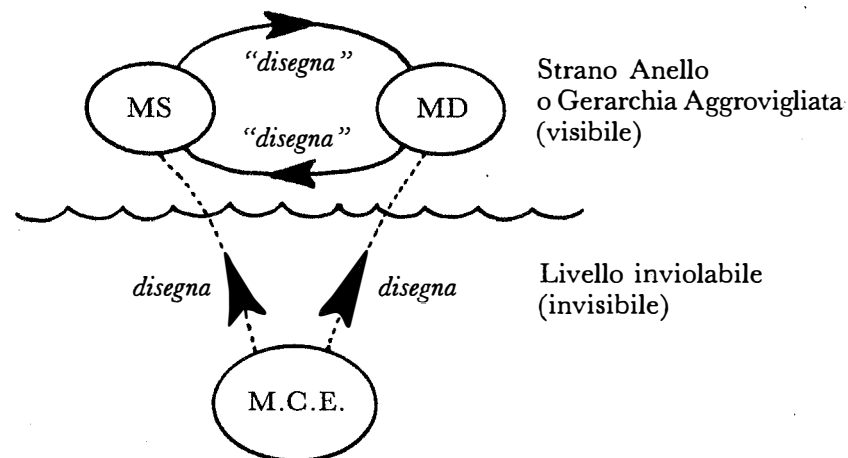 “disegna”
MS
MD
“disegna”
Strano Anello
o Gerarchia Aggrovigliata
(visibile)
disegna
disegna
Livello inviolabile
(invisibile)
M.C.E.